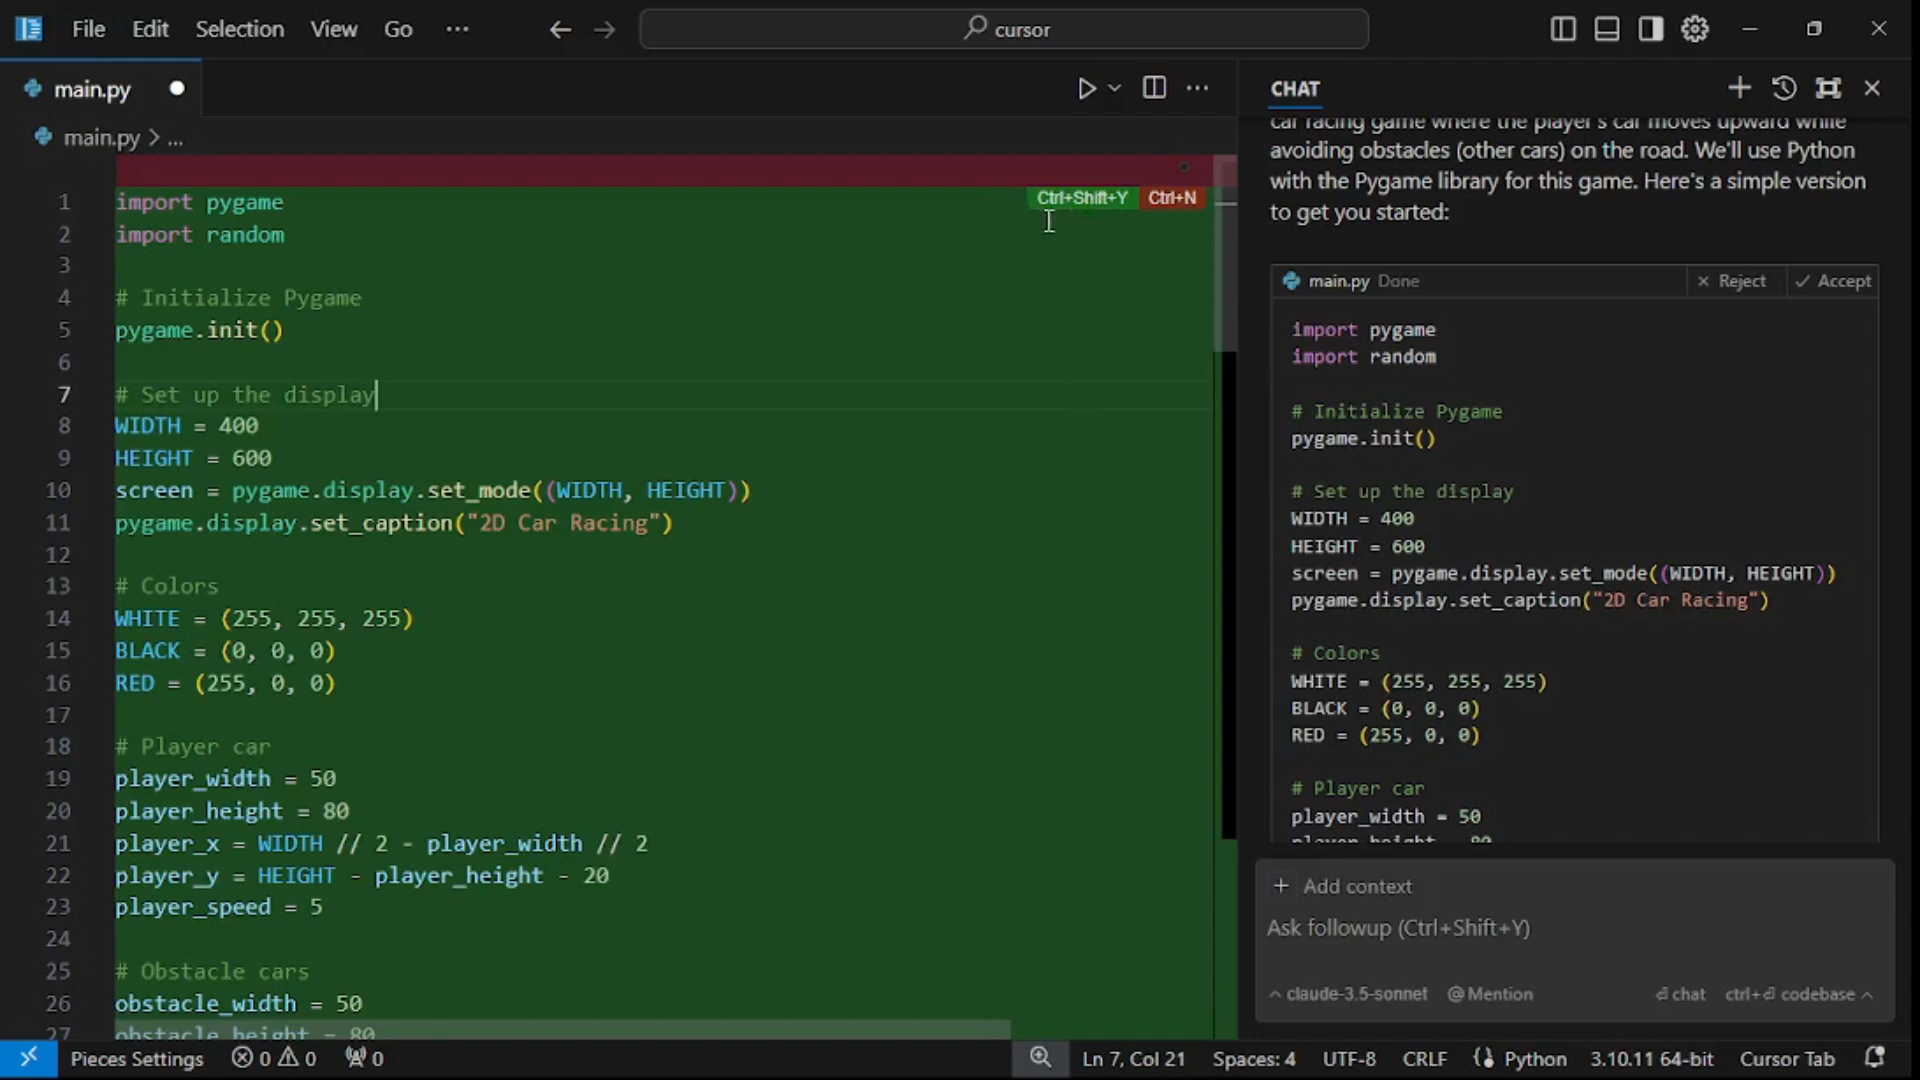 File Edit Selection View Go ··· cursor
main.py
CHAT
main.py > ...
car racing game where the player's car moves upward while
avoiding obstacles (other cars) on the road. We'll use Python
with the Pygame library for this game. Here's a simple version
to get you started:
Ctrl+Shift+Y Ctrl+N
1 import pygame
2 import random
3
4 # Initialize Pygame
5 pygame.init()
6
7 # Set up the display
8 WIDTH = 400
9 HEIGHT = 600
10 screen = pygame.display.set_mode((WIDTH, HEIGHT))
11 pygame.display.set_caption("2D Car Racing")
12
13 # Colors
14 WHITE = (255, 255, 255)
15 BLACK = (0, 0, 0)
16 RED = (255, 0, 0)
17
18 # Player car
19 player_width = 50
20 player_height = 80
21 player_x = WIDTH // 2 - player_width // 2
22 player_y = HEIGHT - player_height - 20
23 player_speed = 5
24
25 # Obstacle cars
26 obstacle_width = 50
27 obstacle_height = 80
main.py Done × Reject ✓ Accept
import pygame
import random
# Initialize Pygame
pygame.init()
# Set up the display
WIDTH = 400
HEIGHT = 600
screen = pygame.display.set_mode((WIDTH, HEIGHT))
pygame.display.set_caption("2D Car Racing")
# Colors
WHITE = (255, 255, 255)
BLACK = (0, 0, 0)
RED = (255, 0, 0)
# Player car
player_width = 50
player_height = 80
+ Add context
Ask followup (Ctrl+Shift+Y)
^ claude-3.5-sonnet @ Mention ⏎ chat ctrl+⏎ codebase ^
Pieces Settings 0 0 0 Ln 7, Col 21 Spaces: 4 UTF-8 CRLF Python 3.10.11 64-bit Cursor Tab